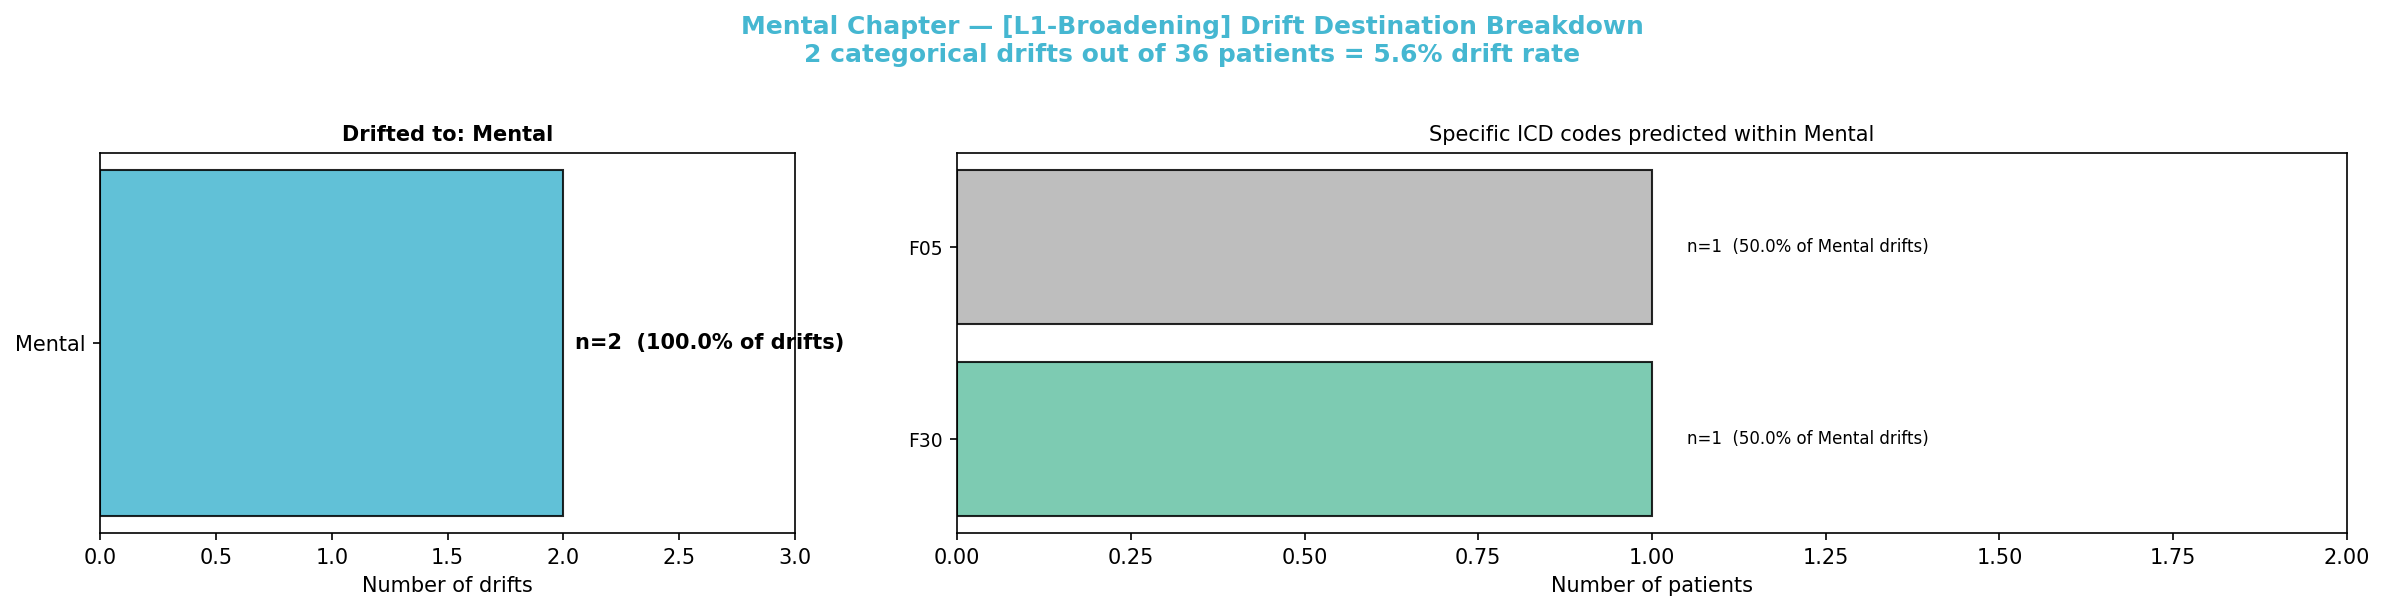 Mental Chapter — [L1-Broadening] Drift Destination Breakdown
2 categorical drifts out of 36 patients = 5.6% drift rate
Drifted to: Mental
Mental
n=2  (100.0% of drifts)
0.0 0.5 1.0 1.5 2.0 2.5 3.0
Number of drifts
Specific ICD codes predicted within Mental
F05
n=1  (50.0% of Mental drifts)
F30
n=1  (50.0% of Mental drifts)
0.00 0.25 0.50 0.75 1.00 1.25 1.50 1.75 2.00
Number of patients